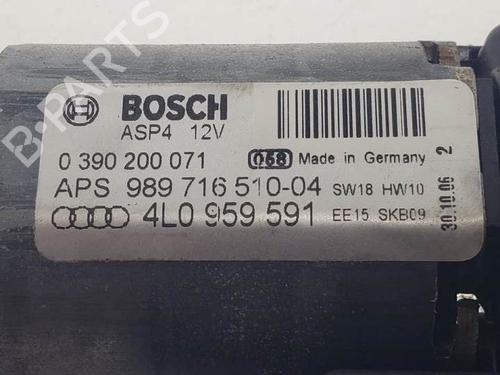 B-PARTS
BOSCH
ASP4 12V
0 390 200 071 068 Made in Germany
APS 989 716 510-04 SW18 HW10
4L0 959 591 EE15 SKB09
30.10.06 2